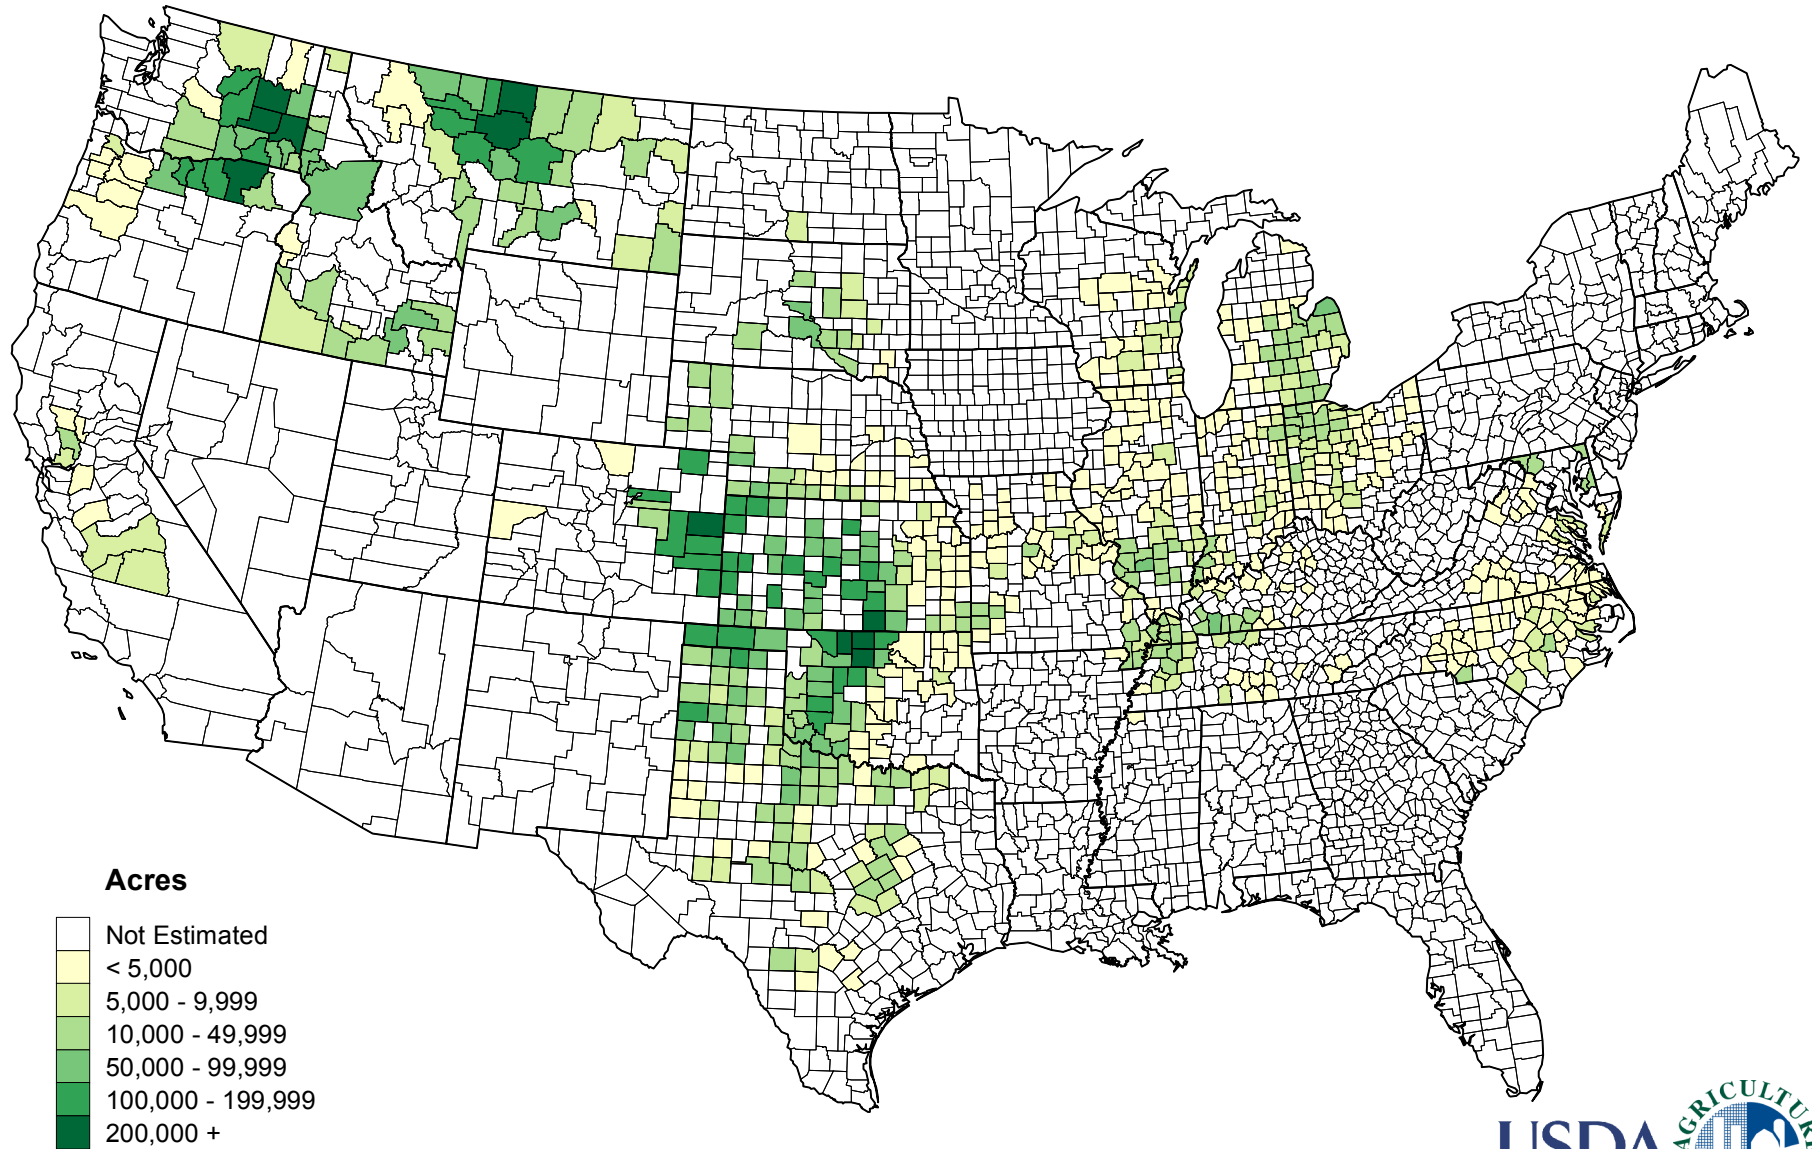 Acres
Not Estimated
< 5,000
5,000 - 9,999
10,000 - 49,999
50,000 - 99,999
100,000 - 199,999
200,000 +
USDA